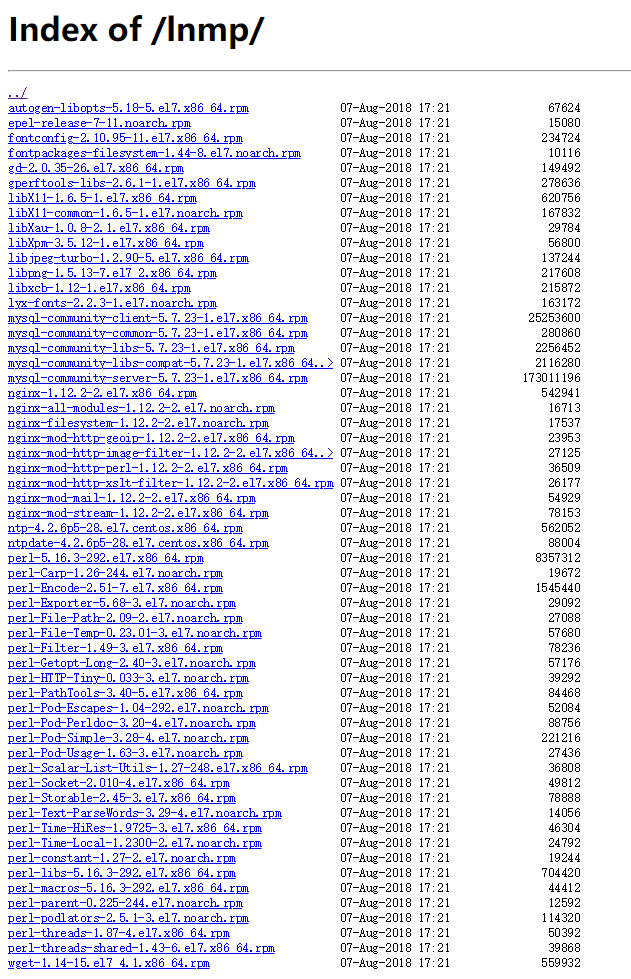 Index of /lnmp/
../
autogen-libopts-5.18-5.el7.x86_64.rpm 07-Aug-2018 17:21 67624
epel-release-7-11.noarch.rpm 07-Aug-2018 17:21 15080
fontconfig-2.10.95-11.el7.x86_64.rpm 07-Aug-2018 17:21 234724
fontpackages-filesystem-1.44-8.el7.noarch.rpm 07-Aug-2018 17:21 10116
gd-2.0.35-26.el7.x86_64.rpm 07-Aug-2018 17:21 149492
gperftools-libs-2.6.1-1.el7.x86_64.rpm 07-Aug-2018 17:21 278636
libX11-1.6.5-1.el7.x86_64.rpm 07-Aug-2018 17:21 620756
libX11-common-1.6.5-1.el7.noarch.rpm 07-Aug-2018 17:21 167832
libXau-1.0.8-2.1.el7.x86_64.rpm 07-Aug-2018 17:21 29784
libXpm-3.5.12-1.el7.x86_64.rpm 07-Aug-2018 17:21 56800
libjpeg-turbo-1.2.90-5.el7.x86_64.rpm 07-Aug-2018 17:21 137244
libpng-1.5.13-7.el7_2.x86_64.rpm 07-Aug-2018 17:21 217608
libxcb-1.12-1.el7.x86_64.rpm 07-Aug-2018 17:21 215872
lyx-fonts-2.2.3-1.el7.noarch.rpm 07-Aug-2018 17:21 163172
mysql-community-client-5.7.23-1.el7.x86_64.rpm 07-Aug-2018 17:21 25253600
mysql-community-common-5.7.23-1.el7.x86_64.rpm 07-Aug-2018 17:21 280860
mysql-community-libs-5.7.23-1.el7.x86_64.rpm 07-Aug-2018 17:21 2256452
mysql-community-libs-compat-5.7.23-1.el7.x86_64..> 07-Aug-2018 17:21 2116280
mysql-community-server-5.7.23-1.el7.x86_64.rpm 07-Aug-2018 17:21 173011196
nginx-1.12.2-2.el7.x86_64.rpm 07-Aug-2018 17:21 542941
nginx-all-modules-1.12.2-2.el7.noarch.rpm 07-Aug-2018 17:21 16713
nginx-filesystem-1.12.2-2.el7.noarch.rpm 07-Aug-2018 17:21 17537
nginx-mod-http-geoip-1.12.2-2.el7.x86_64.rpm 07-Aug-2018 17:21 23953
nginx-mod-http-image-filter-1.12.2-2.el7.x86_64..> 07-Aug-2018 17:21 27125
nginx-mod-http-perl-1.12.2-2.el7.x86_64.rpm 07-Aug-2018 17:21 36509
nginx-mod-http-xslt-filter-1.12.2-2.el7.x86_64.rpm 07-Aug-2018 17:21 26177
nginx-mod-mail-1.12.2-2.el7.x86_64.rpm 07-Aug-2018 17:21 54929
nginx-mod-stream-1.12.2-2.el7.x86_64.rpm 07-Aug-2018 17:21 78153
ntp-4.2.6p5-28.el7.centos.x86_64.rpm 07-Aug-2018 17:21 562052
ntpdate-4.2.6p5-28.el7.centos.x86_64.rpm 07-Aug-2018 17:21 88004
perl-5.16.3-292.el7.x86_64.rpm 07-Aug-2018 17:21 8357312
perl-Carp-1.26-244.el7.noarch.rpm 07-Aug-2018 17:21 19672
perl-Encode-2.51-7.el7.x86_64.rpm 07-Aug-2018 17:21 1545440
perl-Exporter-5.68-3.el7.noarch.rpm 07-Aug-2018 17:21 29092
perl-File-Path-2.09-2.el7.noarch.rpm 07-Aug-2018 17:21 27088
perl-File-Temp-0.23.01-3.el7.noarch.rpm 07-Aug-2018 17:21 57680
perl-Filter-1.49-3.el7.x86_64.rpm 07-Aug-2018 17:21 78236
perl-Getopt-Long-2.40-3.el7.noarch.rpm 07-Aug-2018 17:21 57176
perl-HTTP-Tiny-0.033-3.el7.noarch.rpm 07-Aug-2018 17:21 39292
perl-PathTools-3.40-5.el7.x86_64.rpm 07-Aug-2018 17:21 84468
perl-Pod-Escapes-1.04-292.el7.noarch.rpm 07-Aug-2018 17:21 52084
perl-Pod-Perldoc-3.20-4.el7.noarch.rpm 07-Aug-2018 17:21 88756
perl-Pod-Simple-3.28-4.el7.noarch.rpm 07-Aug-2018 17:21 221216
perl-Pod-Usage-1.63-3.el7.noarch.rpm 07-Aug-2018 17:21 27436
perl-Scalar-List-Utils-1.27-248.el7.x86_64.rpm 07-Aug-2018 17:21 36808
perl-Socket-2.010-4.el7.x86_64.rpm 07-Aug-2018 17:21 49812
perl-Storable-2.45-3.el7.x86_64.rpm 07-Aug-2018 17:21 78888
perl-Text-ParseWords-3.29-4.el7.noarch.rpm 07-Aug-2018 17:21 14056
perl-Time-HiRes-1.9725-3.el7.x86_64.rpm 07-Aug-2018 17:21 46304
perl-Time-Local-1.2300-2.el7.noarch.rpm 07-Aug-2018 17:21 24792
perl-constant-1.27-2.el7.noarch.rpm 07-Aug-2018 17:21 19244
perl-libs-5.16.3-292.el7.x86_64.rpm 07-Aug-2018 17:21 704420
perl-macros-5.16.3-292.el7.x86_64.rpm 07-Aug-2018 17:21 44412
perl-parent-0.225-244.el7.noarch.rpm 07-Aug-2018 17:21 12592
perl-podlators-2.5.1-3.el7.noarch.rpm 07-Aug-2018 17:21 114320
perl-threads-1.87-4.el7.x86_64.rpm 07-Aug-2018 17:21 50392
perl-threads-shared-1.43-6.el7.x86_64.rpm 07-Aug-2018 17:21 39868
wget-1.14-15.el7_4.1.x86_64.rpm 07-Aug-2018 17:21 559932